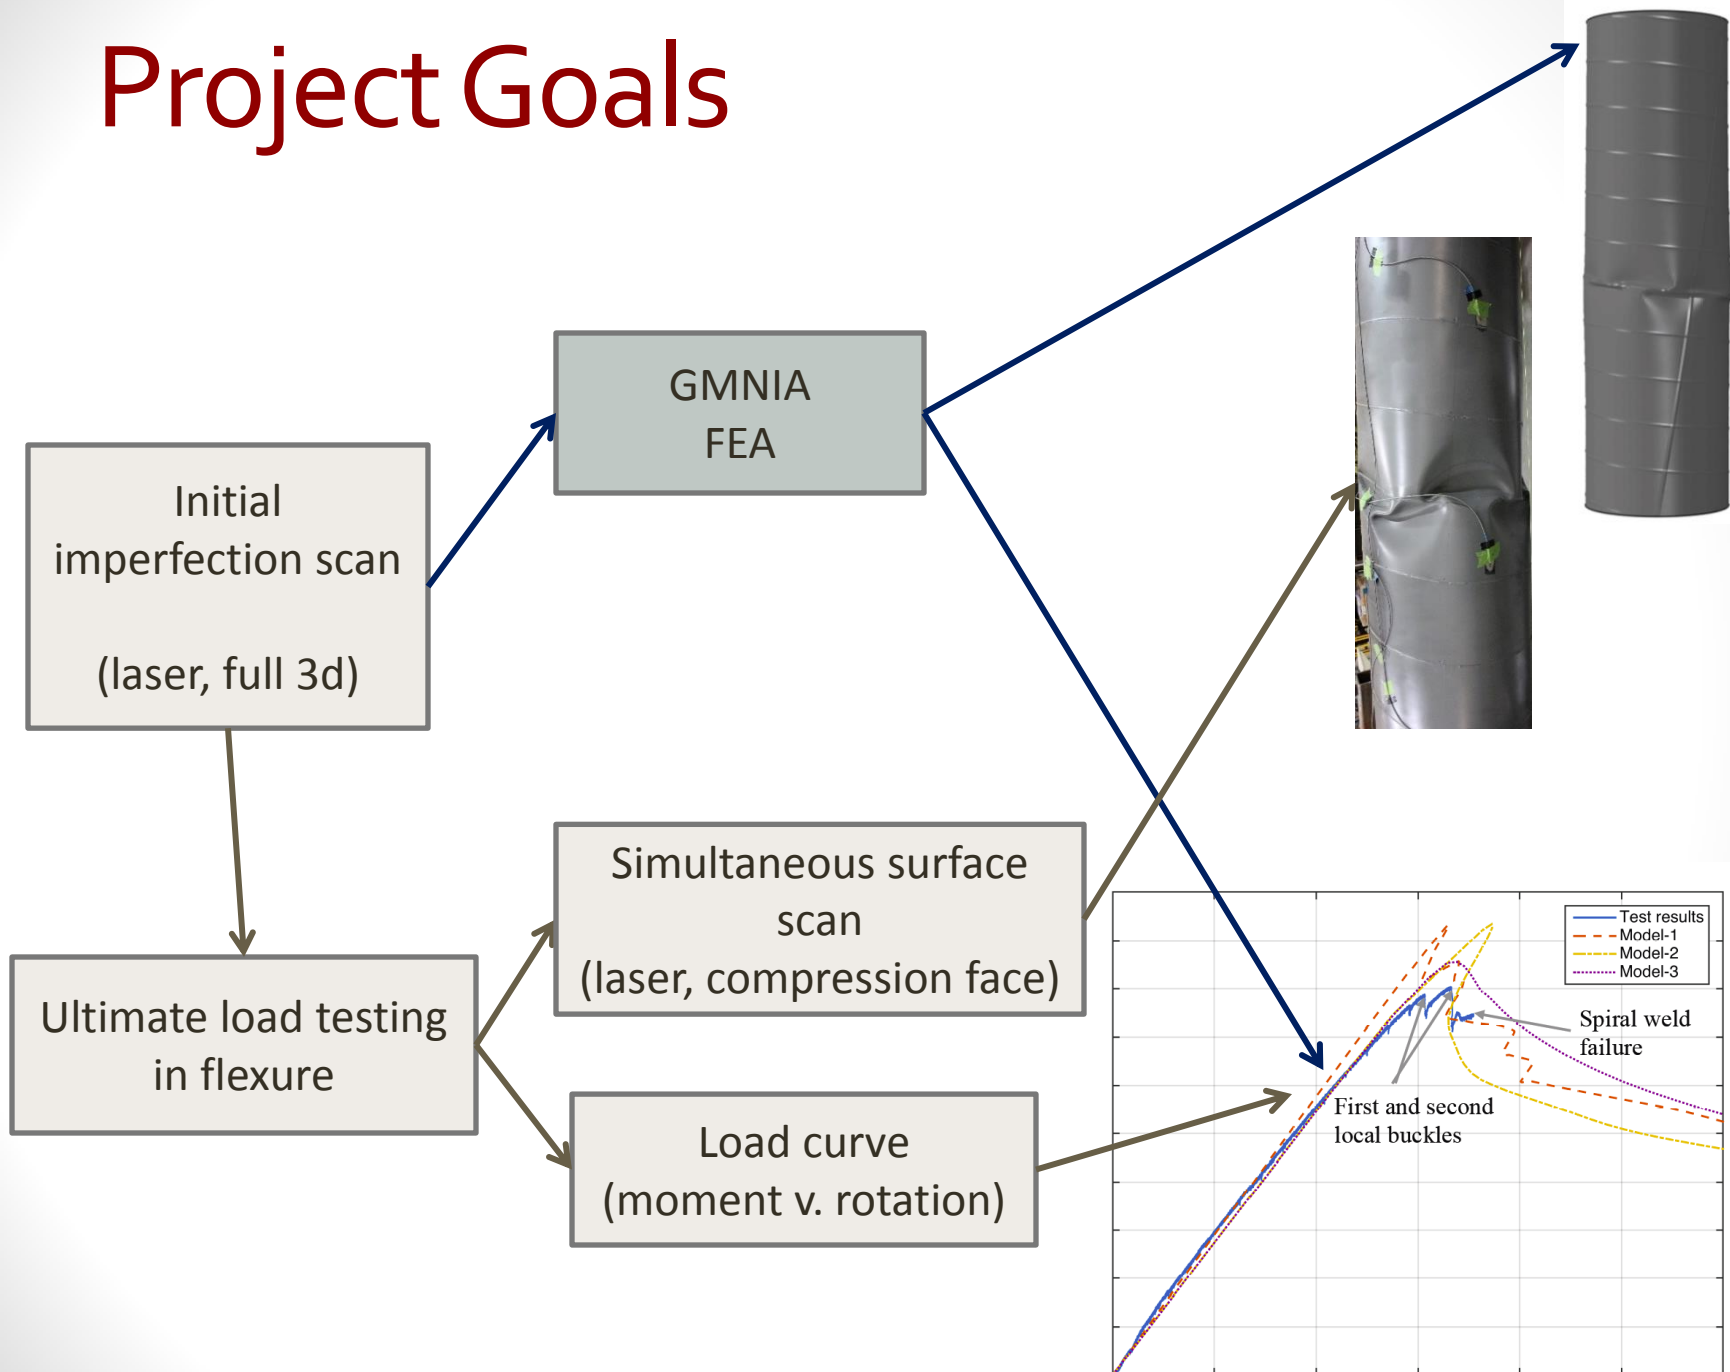 Project Goals
GMNIA
FEA
Initial
imperfection scan
(laser, full 3d)
Simultaneous surface
scan
(laser, compression face)
Ultimate load testing
in flexure
Load curve
(moment v. rotation)
Test results
Model-1
Model-2
Model-3
Spiral weld
failure
First and second
local buckles